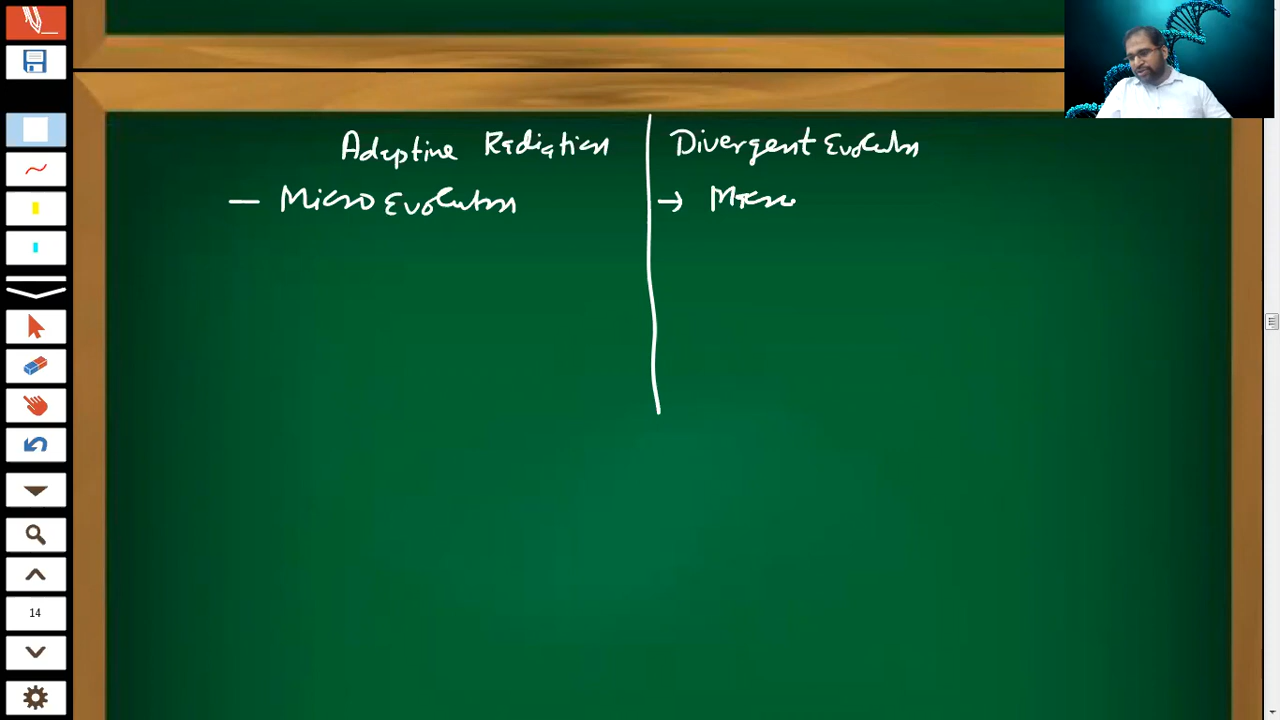 Adaptive Radiation
Divergent Evolution
— Micro Evolution
→ Macro
14